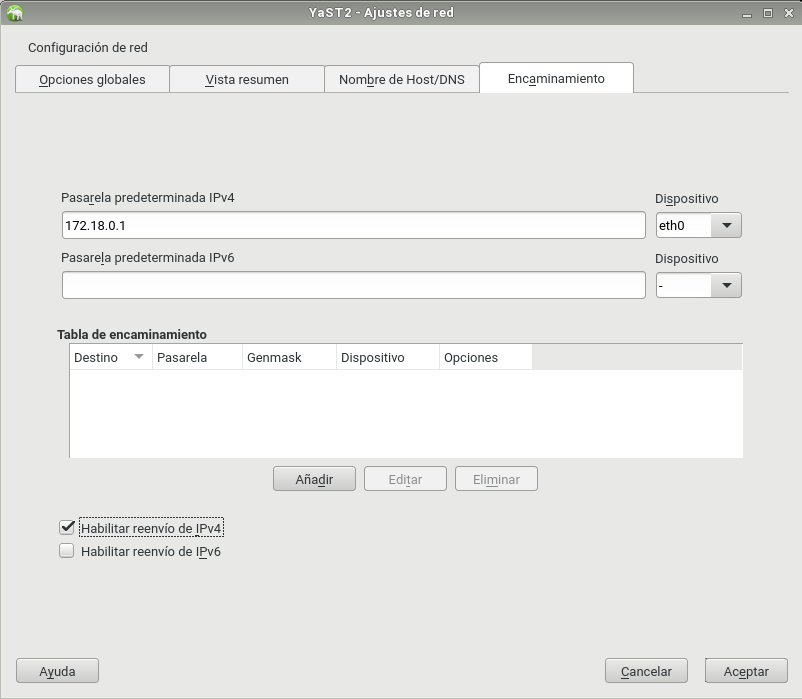 YaST2 - Ajustes de red
Configuración de red
Opciones globales
Vista resumen
Nombre de Host/DNS
Encaminamiento
Pasarela predeterminada IPv4
Dispositivo
172.18.0.1
eth0
Pasarela predeterminada IPv6
Dispositivo
-
Tabla de encaminamiento
Destino Pasarela Genmask Dispositivo Opciones
Añadir
Editar
Eliminar
Habilitar reenvío de IPv4
Habilitar reenvío de IPv6
Ayuda
Cancelar
Aceptar